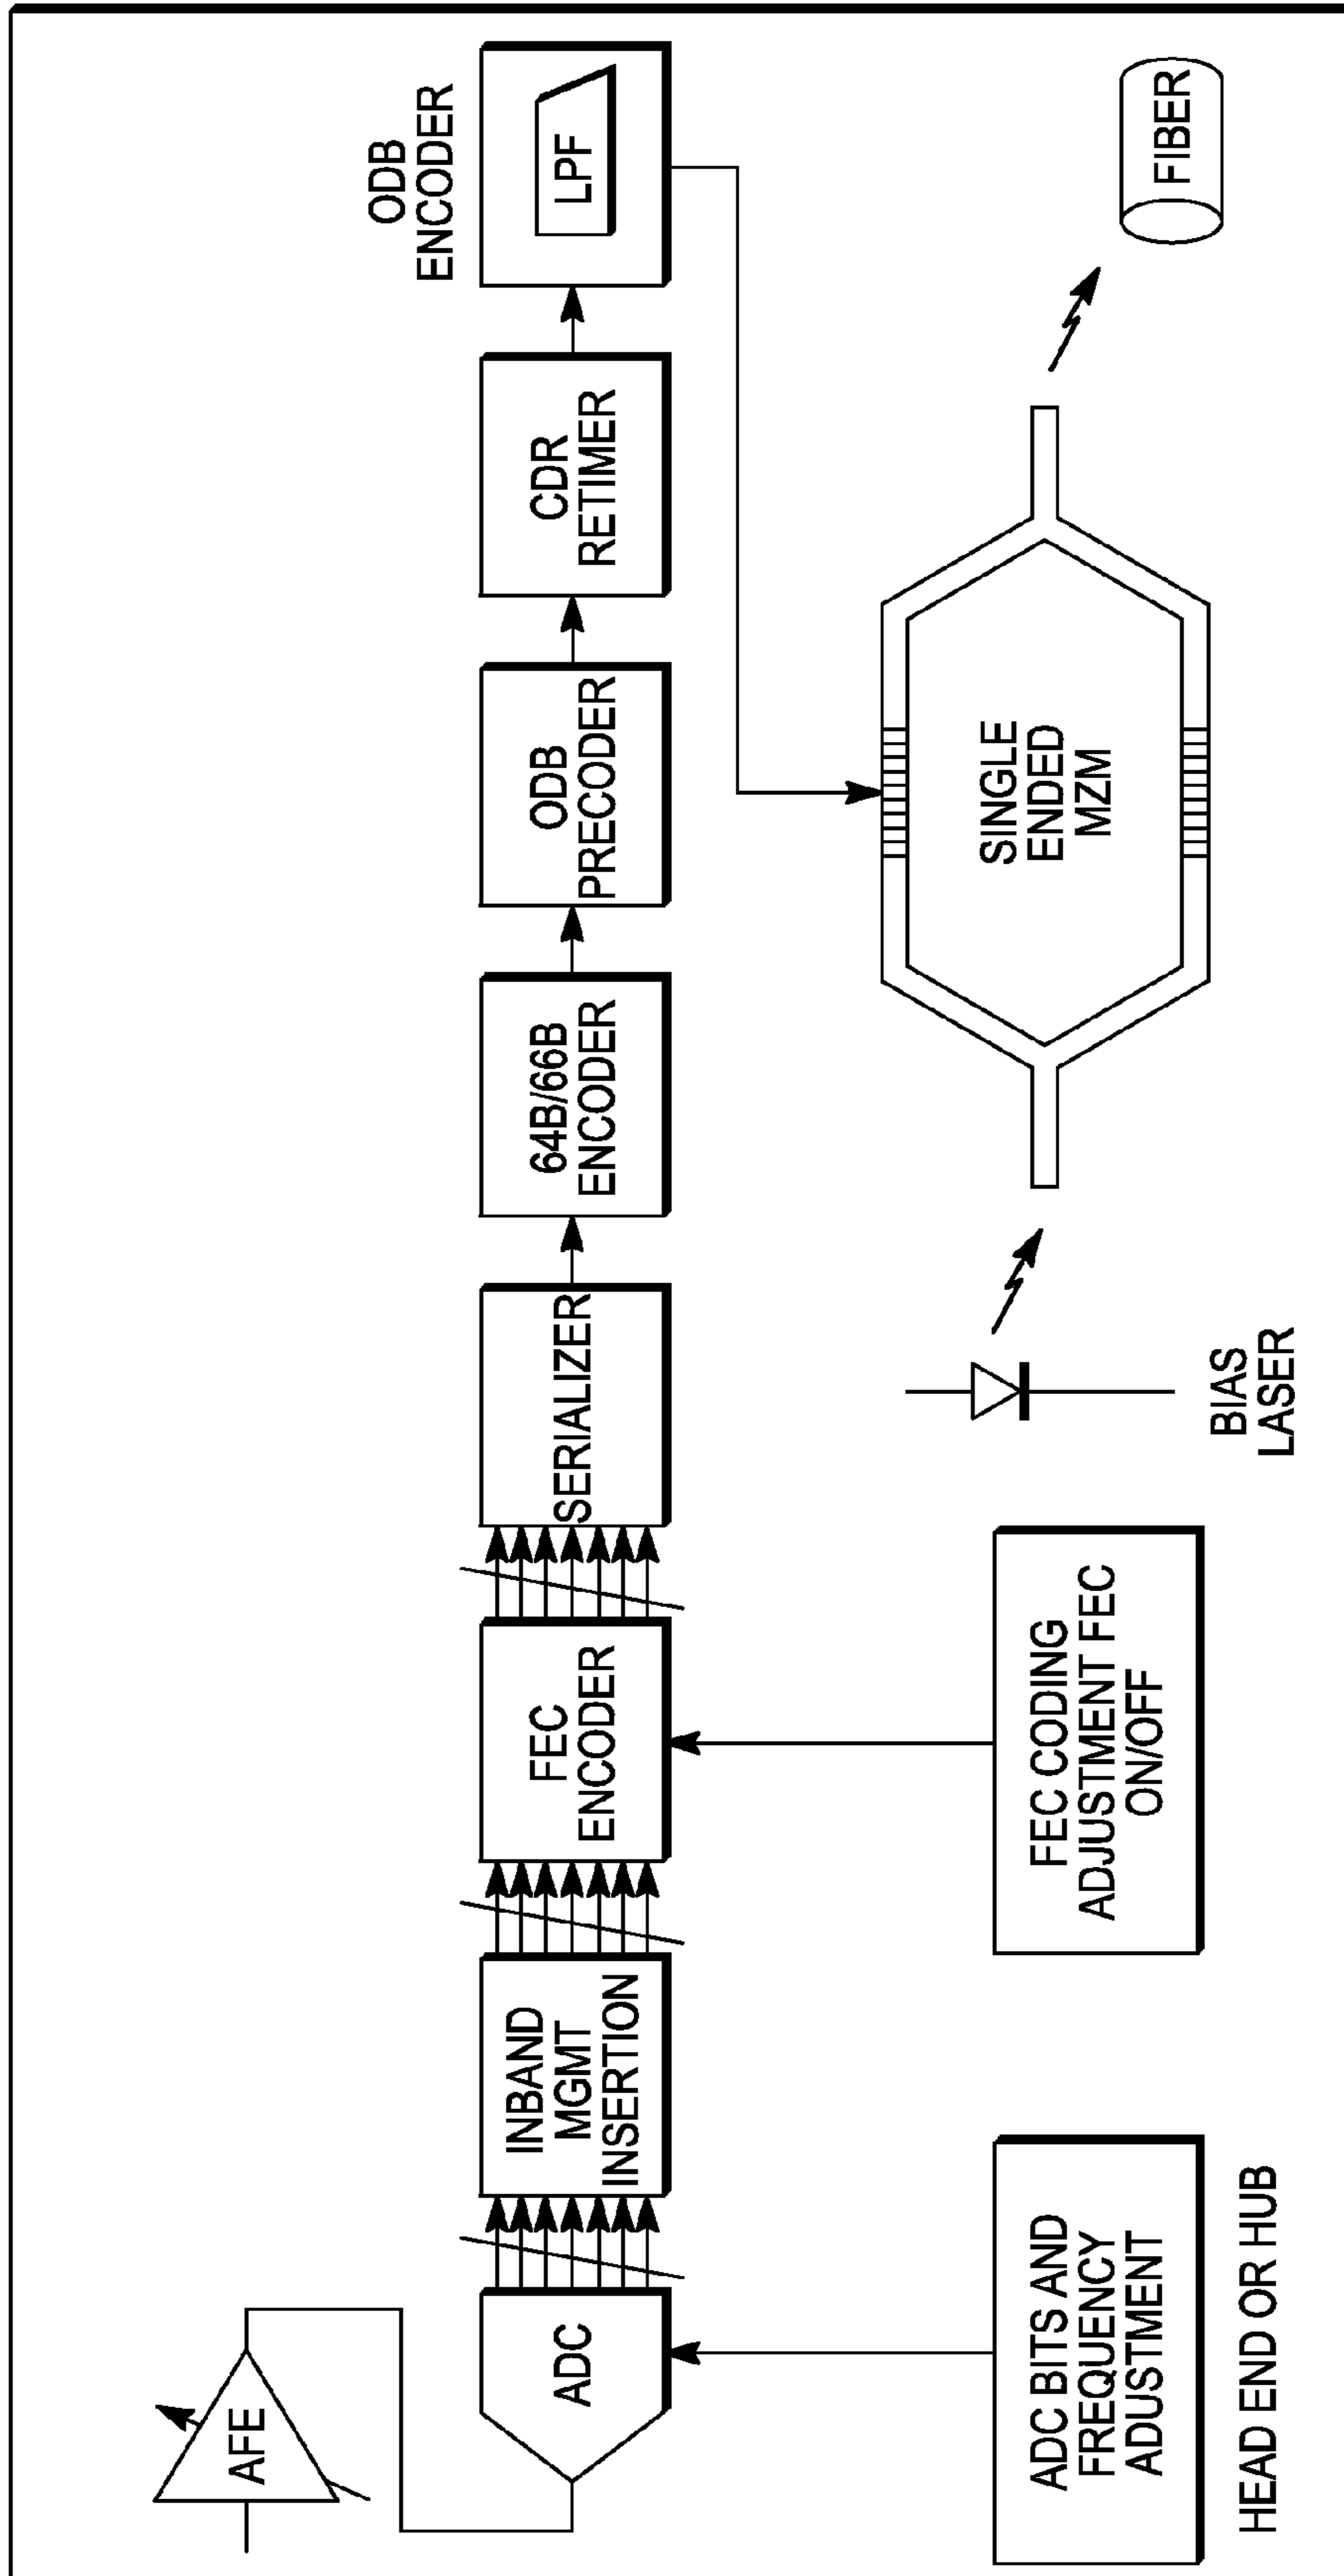 AFE
ADC
INBAND
MGMT
INSERTION
FEC
ENCODER
SERIALIZER
64B/66B
ENCODER
ODB
PRECODER
CDR
RETIMER
ODB
ENCODER
LPF
ADC BITS AND
FREQUENCY
ADUSTMENT
FEC CODING
ADJUSTMENT FEC
ON/OFF
BIAS
LASER
SINGLE
ENDED
MZM
FIBER
HEAD END OR HUB